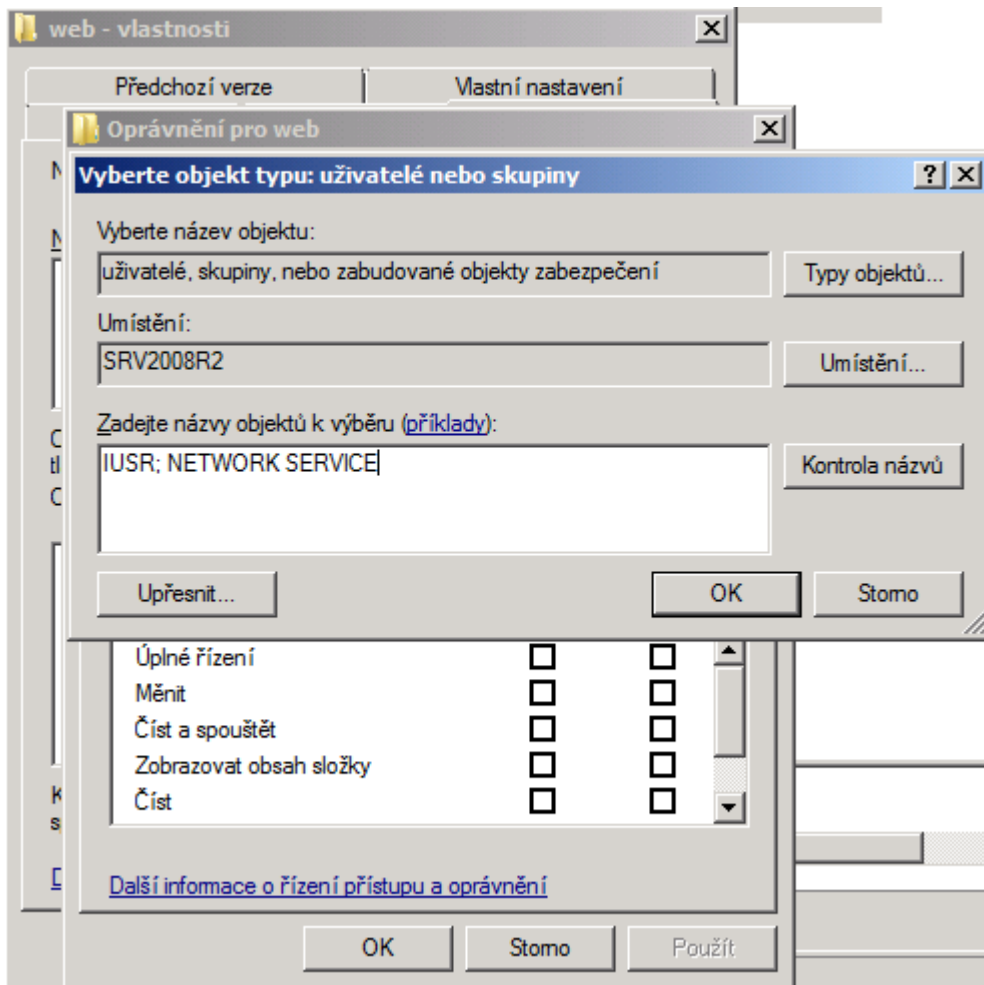 web - vlastnosti
Předchozí verze
Vlastní nastavení
Oprávnění pro web
Vyberte objekt typu: uživatelé nebo skupiny
Vyberte název objektu:
uživatelé, skupiny, nebo zabudované objekty zabezpečení
Typy objektů...
Umístění:
SRV2008R2
Umístění...
Zadejte názvy objektů k výběru (příklady):
IUSR; NETWORK SERVICE
Kontrola názvů
Upřesnit...
OK
Storno
Úplné řízení
Měnit
Číst a spouštět
Zobrazovat obsah složky
Číst
Další informace o řízení přístupu a oprávnění
OK
Storno
Použít